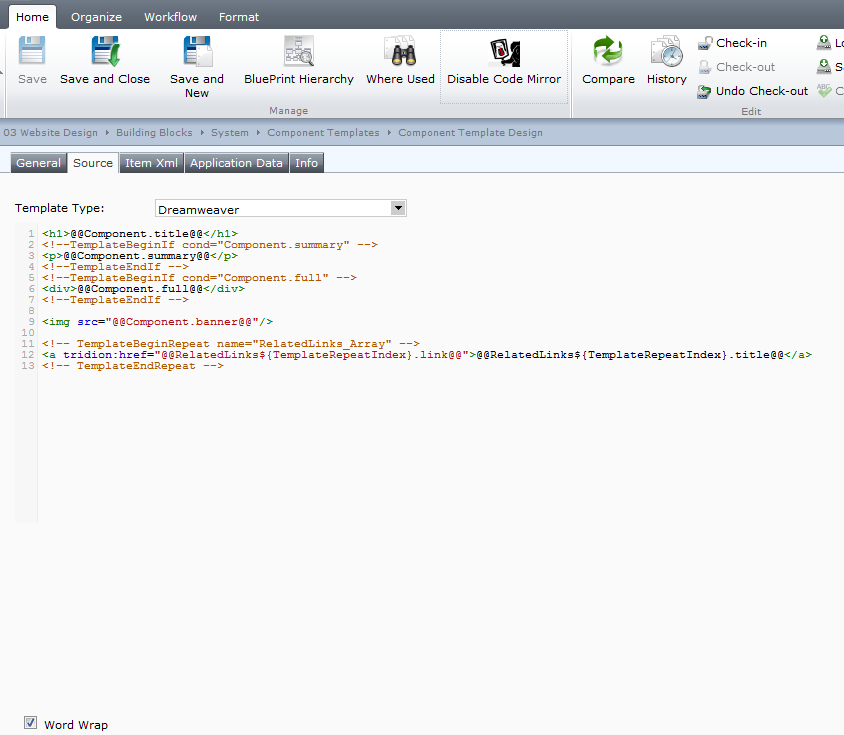 Home Organize Workflow Format
Save Save and Close Save and New BluePrint Hierarchy Where Used Disable Code Mirror Compare History
Check-in
Check-out
Undo Check-out
Manage Edit
03 Website Design Building Blocks System Component Templates Component Template Design
General Source Item Xml Application Data Info
Template Type: Dreamweaver
1 <h1>@@Component.title@@</h1>
2 <!--TemplateBeginIf cond="Component.summary" -->
3 <p>@@Component.summary@@</p>
4 <!--TemplateEndIf -->
5 <!--TemplateBeginIf cond="Component.full" -->
6 <div>@@Component.full@@</div>
7 <!--TemplateEndIf -->
8
9 <img src="@@Component.banner@@"/>
10
11 <!-- TemplateBeginRepeat name="RelatedLinks_Array" -->
12 <a tridion:href="@@RelatedLinks${TemplateRepeatIndex}.link@@">@@RelatedLinks${TemplateRepeatIndex}.title@@</a>
13 <!-- TemplateEndRepeat -->
Word Wrap